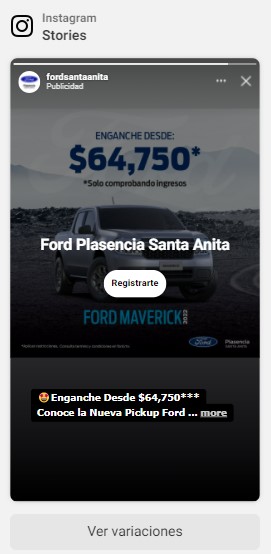 Instagram
Stories
fordsantaanita
Publicidad
ENGANCHE DESDE:
$64,750*
*Solo comprobando ingresos
Ford Plasencia Santa Anita
Registrarte
FORD MAVERICK 2022
Ford
Plasencia
SANTA ANITA
😍Enganche Desde $64,750***
Conoce la Nueva Pickup Ford ... more
Ver variaciones